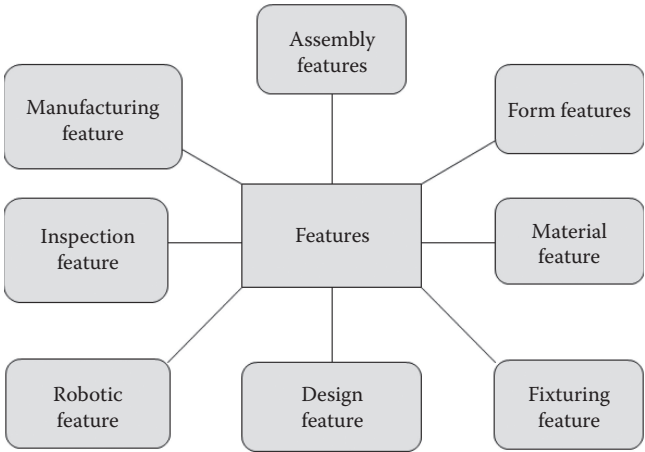 Assembly
features
Manufacturing
feature
Form features
Inspection
feature
Features
Material
feature
Robotic
feature
Design
feature
Fixturing
feature